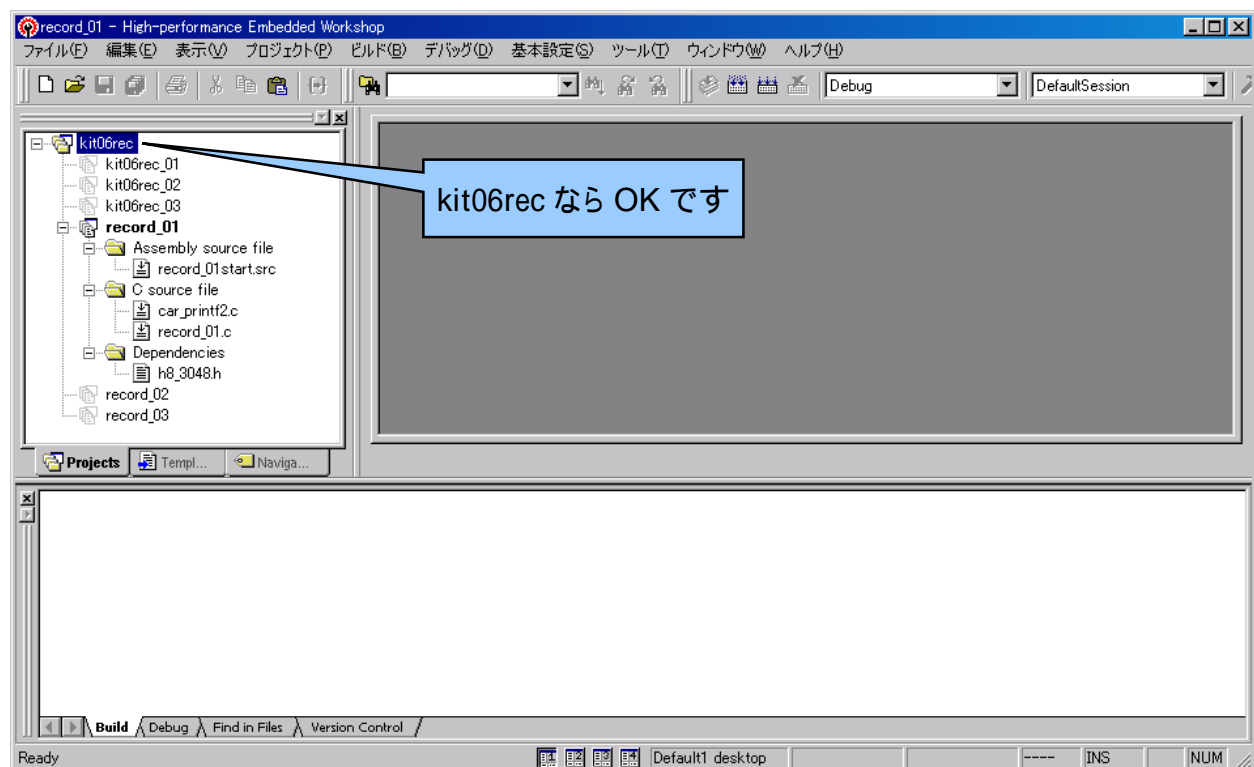 record_01 - High-performance Embedded Workshop
ファイル(F) 編集(E) 表示(V) プロジェクト(P) ビルド(B) デバッグ(D) 基本設定(S) ツール(T) ウィンドウ(W) ヘルプ(H)
Debug DefaultSession
kit06rec
kit06rec_01
kit06rec_02
kit06rec_03
record_01
Assembly source file
record_01start.src
C source file
car_printf2.c
record_01.c
Dependencies
h8_3048.h
record_02
record_03
kit06rec なら OK です
Projects Templ... Naviga...
Build Debug Find in Files Version Control
Ready Default1 desktop ---- INS NUM